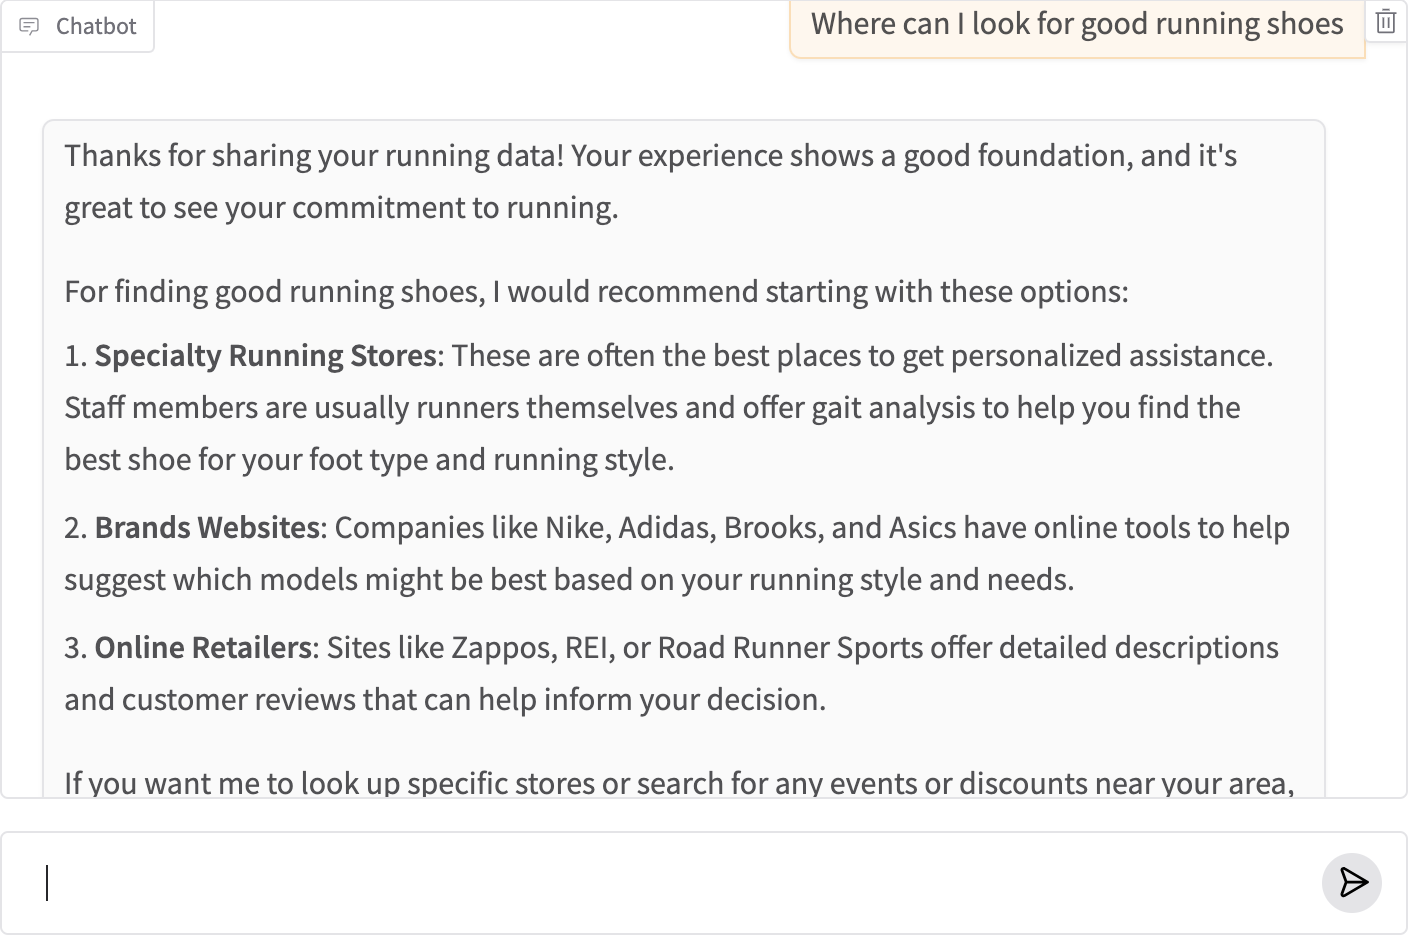 Chatbot
Where can I look for good running shoes
Thanks for sharing your running data! Your experience shows a good foundation, and it's
great to see your commitment to running.
For finding good running shoes, I would recommend starting with these options:
1. Specialty Running Stores: These are often the best places to get personalized assistance.
Staff members are usually runners themselves and offer gait analysis to help you find the
best shoe for your foot type and running style.
2. Brands Websites: Companies like Nike, Adidas, Brooks, and Asics have online tools to help
suggest which models might be best based on your running style and needs.
3. Online Retailers: Sites like Zappos, REI, or Road Runner Sports offer detailed descriptions
and customer reviews that can help inform your decision.
If you want me to look up specific stores or search for any events or discounts near your area,